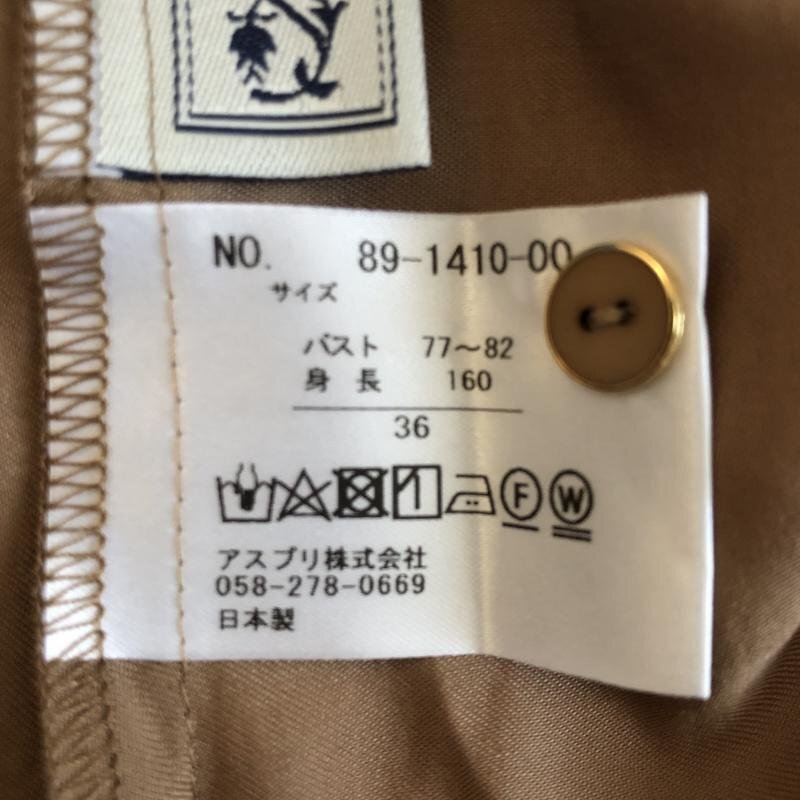 NO. 89-1410-00
サイズ
バスト 77～82
身長 160
36
F W
アスプリ株式会社
058-278-0669
日本製